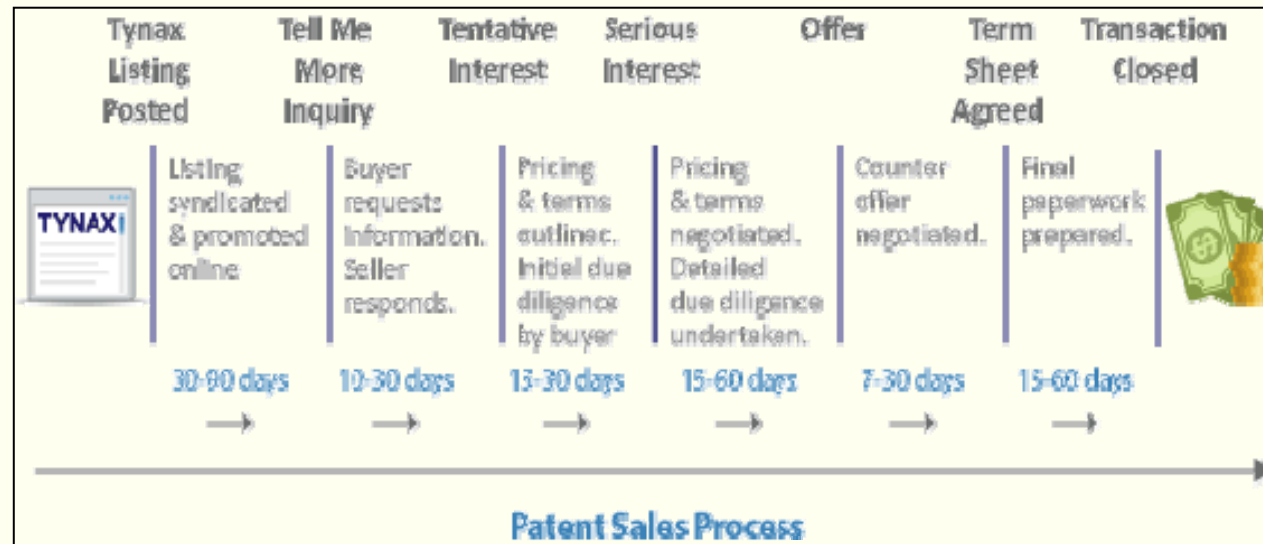 Tynax
Listing
Posted
Tell Me
More
Inquiry
Tentative
Interest
Serious
Interest
Offer
Term
Sheet
Agreed
Transaction
Closed
TYNAX
Listing
syndicated
& promoted
online
Buyer
requests
information.
Seller
responds.
Pricing
& terms
outlined.
Initial due
diligence
by buyer
Pricing
& terms
negotiated.
Detailed
due diligence
undertaken.
Counter
offer
negotiated.
Final
paperwork
prepared.
30-90 days
10-30 days
15-30 days
15-60 days
7-30 days
15-60 days
Patent Sales Process